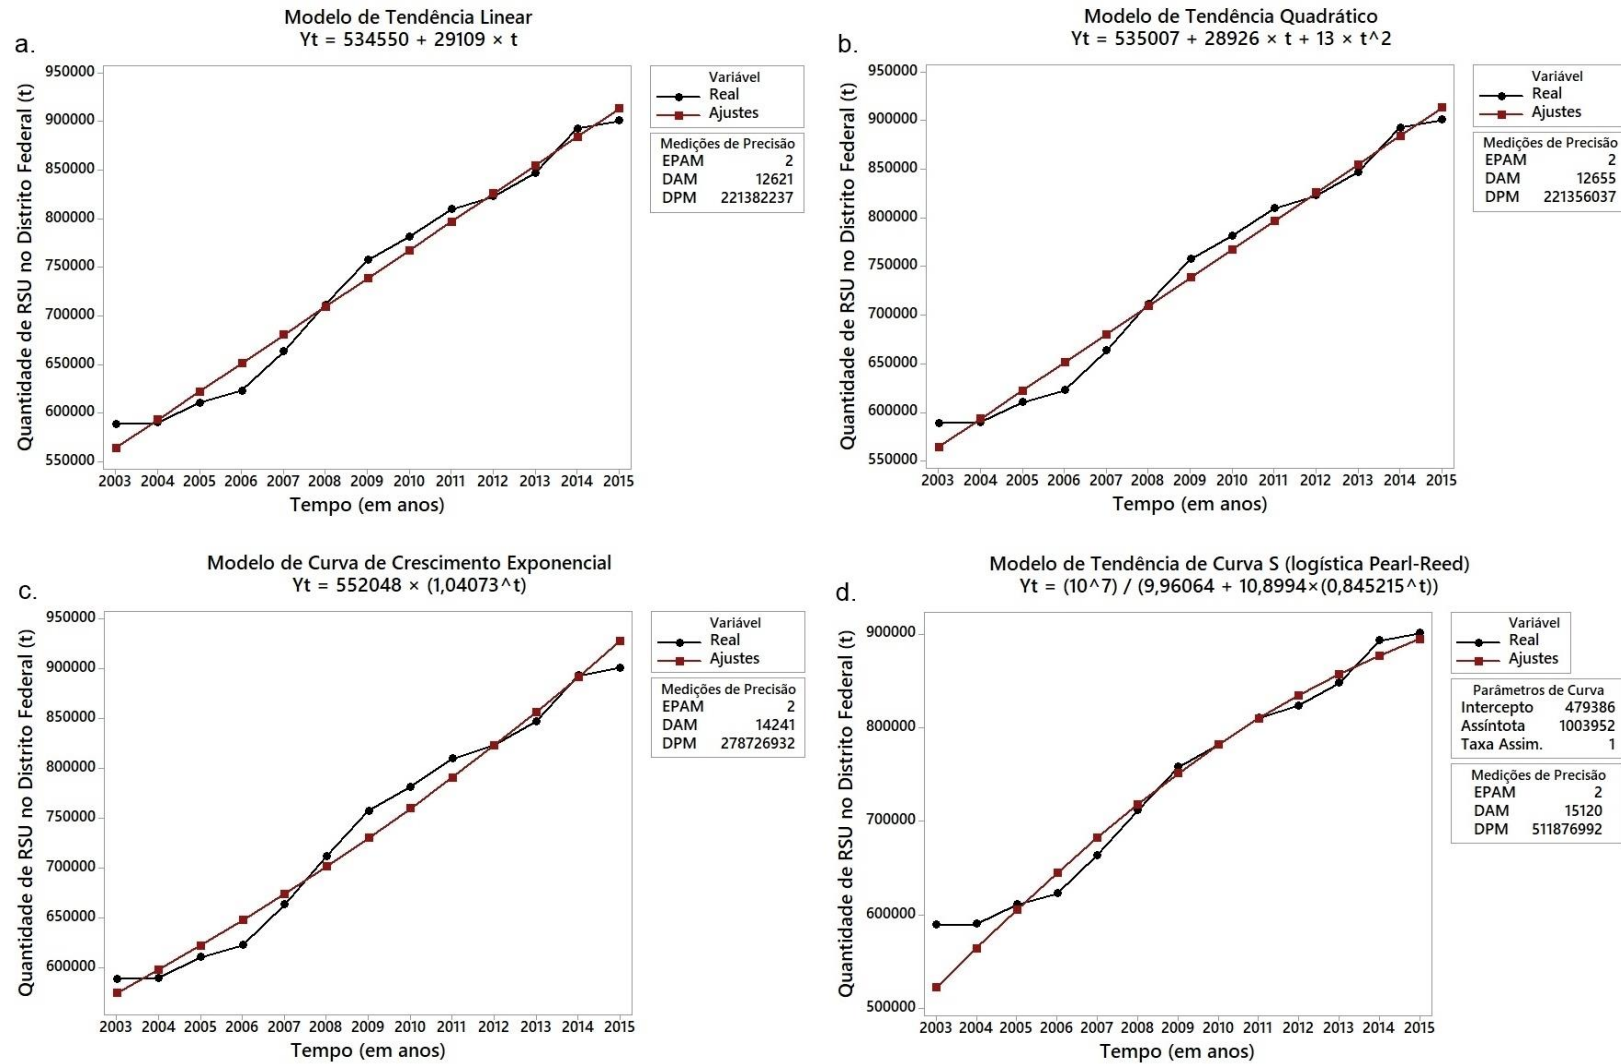 a.
Modelo de Tendência Linear
Yt = 534550 + 29109 × t
Quantidade de RSU no Distrito Federal (t)
950000
900000
850000
800000
750000
700000
650000
600000
550000
2003 2004 2005 2006 2007 2008 2009 2010 2011 2012 2013 2014 2015
Tempo (em anos)
Variável
Real
Ajustes
Medições de Precisão
EPAM 2
DAM 12621
DPM 221382237
b.
Modelo de Tendência Quadrático
Yt = 535007 + 28926 × t + 13 × t^2
Quantidade de RSU no Distrito Federal (t)
950000
900000
850000
800000
750000
700000
650000
600000
550000
2003 2004 2005 2006 2007 2008 2009 2010 2011 2012 2013 2014 2015
Tempo (em anos)
Variável
Real
Ajustes
Medições de Precisão
EPAM 2
DAM 12655
DPM 221356037
c.
Modelo de Curva de Crescimento Exponencial
Yt = 552048 × (1,04073^t)
Quantidade de RSU no Distrito Federal (t)
950000
900000
850000
800000
750000
700000
650000
600000
2003 2004 2005 2006 2007 2008 2009 2010 2011 2012 2013 2014 2015
Tempo (em anos)
Variável
Real
Ajustes
Medições de Precisão
EPAM 2
DAM 14241
DPM 278726932
d.
Modelo de Tendência de Curva S (logística Pearl-Reed)
Yt = (10^7) / (9,96064 + 10,8994×(0,845215^t))
Quantidade de RSU no Distrito Federal (t)
900000
800000
700000
600000
500000
2003 2004 2005 2006 2007 2008 2009 2010 2011 2012 2013 2014 2015
Tempo (em anos)
Variável
Real
Ajustes
Parâmetros de Curva
Intercepto 479386
Assíntota 1003952
Taxa Assim. 1
Medições de Precisão
EPAM 2
DAM 15120
DPM 511876992